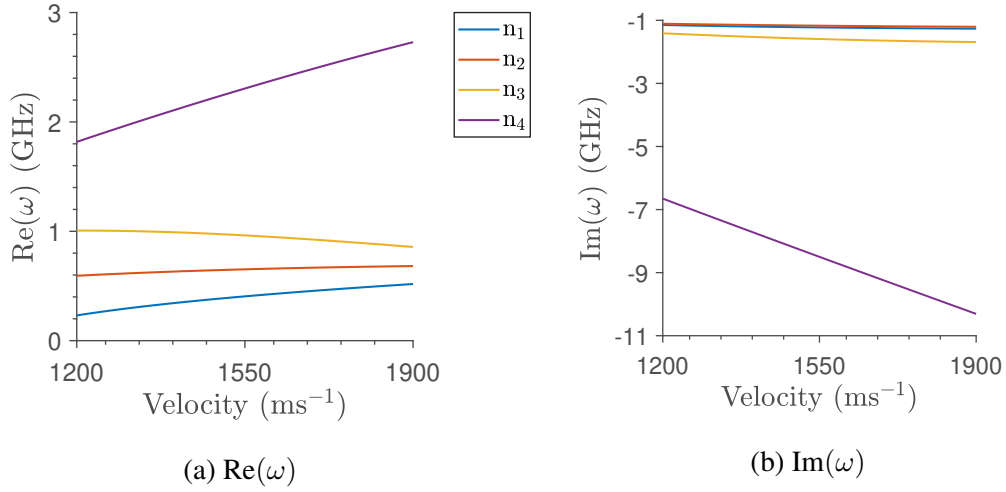 3
2
1
0
Re(ω) (GHz)
1200
1550
1900
Velocity (ms⁻¹)
n₁
n₂
n₃
n₄
(a) Re(ω)
-1
-3
-5
-7
-9
-11
Im(ω) (GHz)
1200
1550
1900
Velocity (ms⁻¹)
(b) Im(ω)